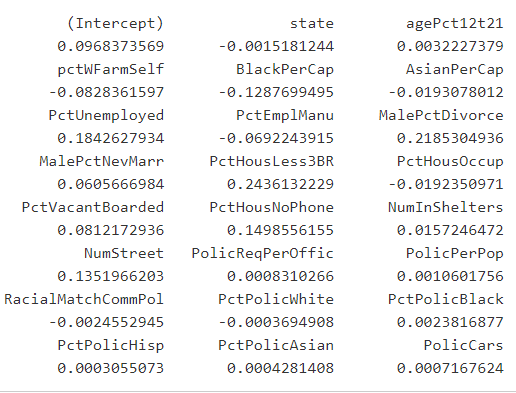 (Intercept) state agePct12t21
0.0968373569 -0.0015181244 0.0032227379
pctWFarmSelf BlackPerCap AsianPerCap
-0.0828361597 -0.1287699495 -0.0193078012
PctUnemployed PctEmplManu MalePctDivorce
0.1842627934 -0.0692243915 0.2185304936
MalePctNevMarr PctHousLess3BR PctHousOccup
0.0605666984 0.2436132229 -0.0192350971
PctVacantBoarded PctHousNoPhone NumInShelters
0.0812172936 0.1498556155 0.0157246472
NumStreet PolicReqPerOffic PolicPerPop
0.1351966203 0.0008310266 0.0010601756
RacialMatchCommPol PctPolicWhite PctPolicBlack
-0.0024552945 -0.0003694908 0.0023816877
PctPolicHisp PctPolicAsian PolicCars
0.0003055073 0.0004281408 0.0007167624